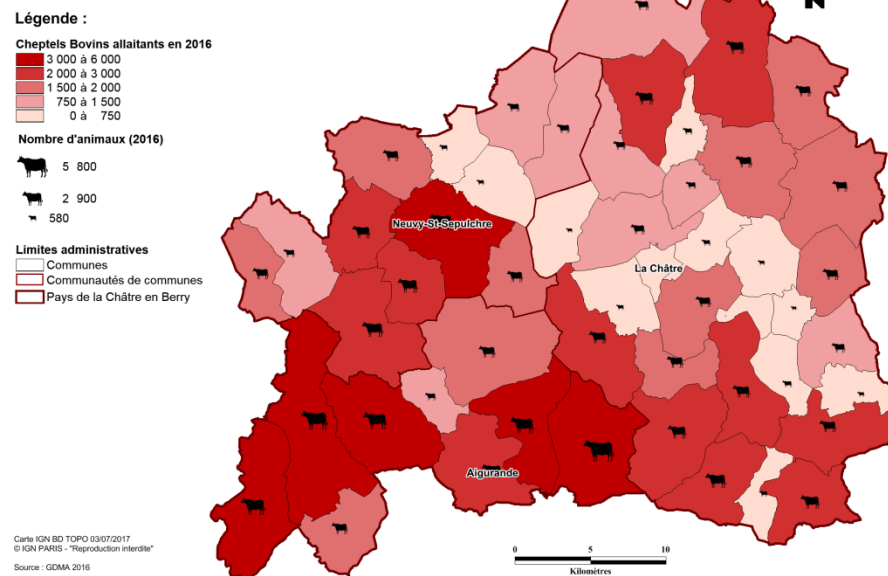 N
Légende :
Cheptels Bovins allaitants en 2016
3 000 à 6 000
2 000 à 3 000
1 500 à 2 000
750 à 1 500
0 à 750
Nombre d'animaux (2016)
5 800
2 900
580
Limites administratives
Communes
Communautés de communes
Pays de la Châtre en Berry
Neuvy-St-Sepulchre
La Châtre
Aigurande
Carte IGN BD TOPO 03/07/2017
© IGN PARIS - "Reproduction interdite"
Source : GDMA 2016
0 5 10
Kilomètres